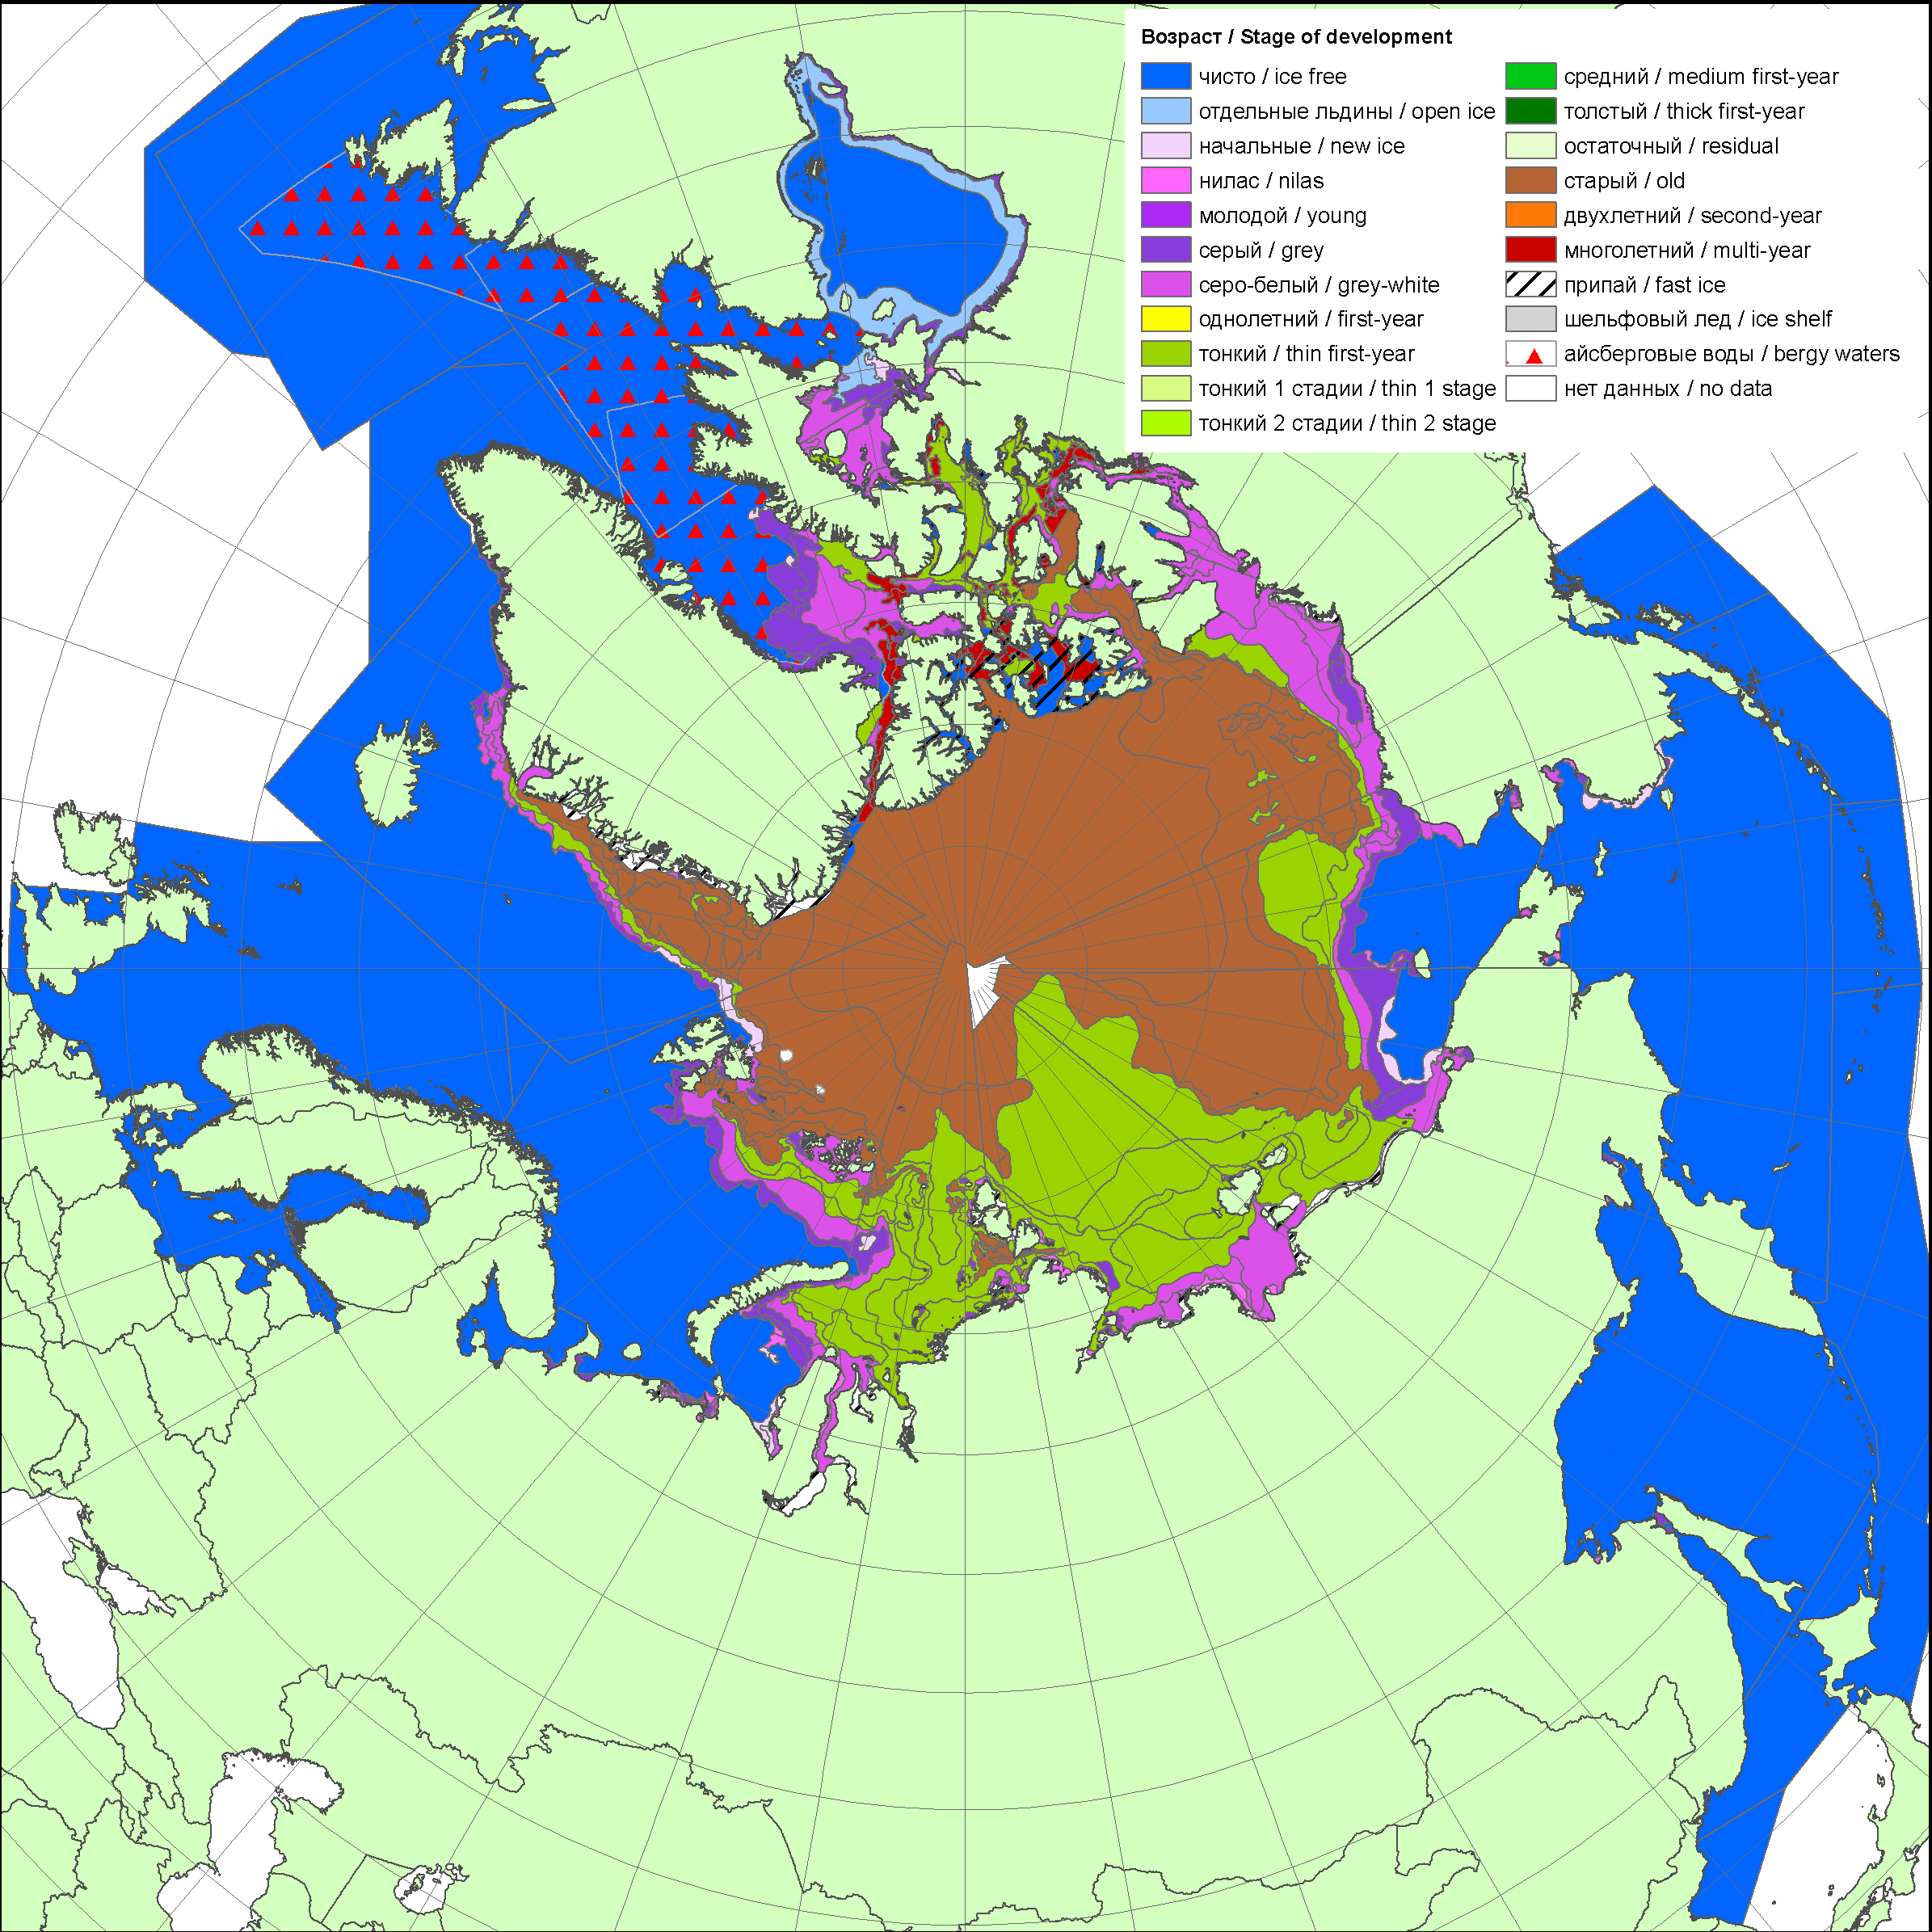 Возраст / Stage of development
чисто / ice free
отдельные льдины / open ice
начальные / new ice
нилас / nilas
молодой / young
серый / grey
серо-белый / grey-white
однолетний / first-year
тонкий / thin first-year
тонкий 1 стадии / thin 1 stage
тонкий 2 стадии / thin 2 stage
средний / medium first-year
толстый / thick first-year
остаточный / residual
старый / old
двухлетний / second-year
многолетний / multi-year
припай / fast ice
шельфовый лед / ice shelf
айсберговые воды / bergy waters
нет данных / no data